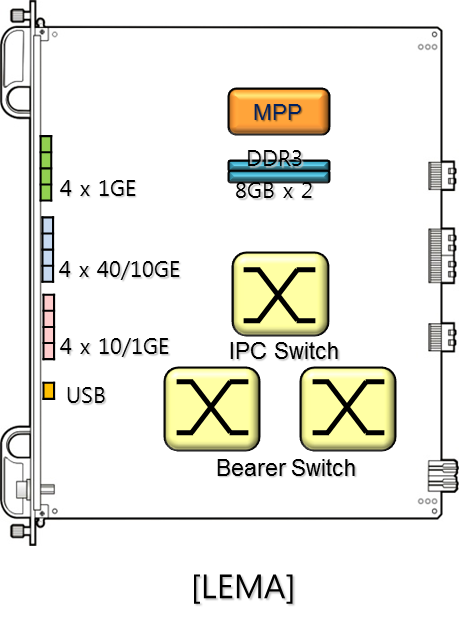 MPP
DDR3
8GB x 2
4 x 1GE
4 x 40/10GE
4 x 10/1GE
IPC Switch
USB
Bearer Switch
[LEMA]